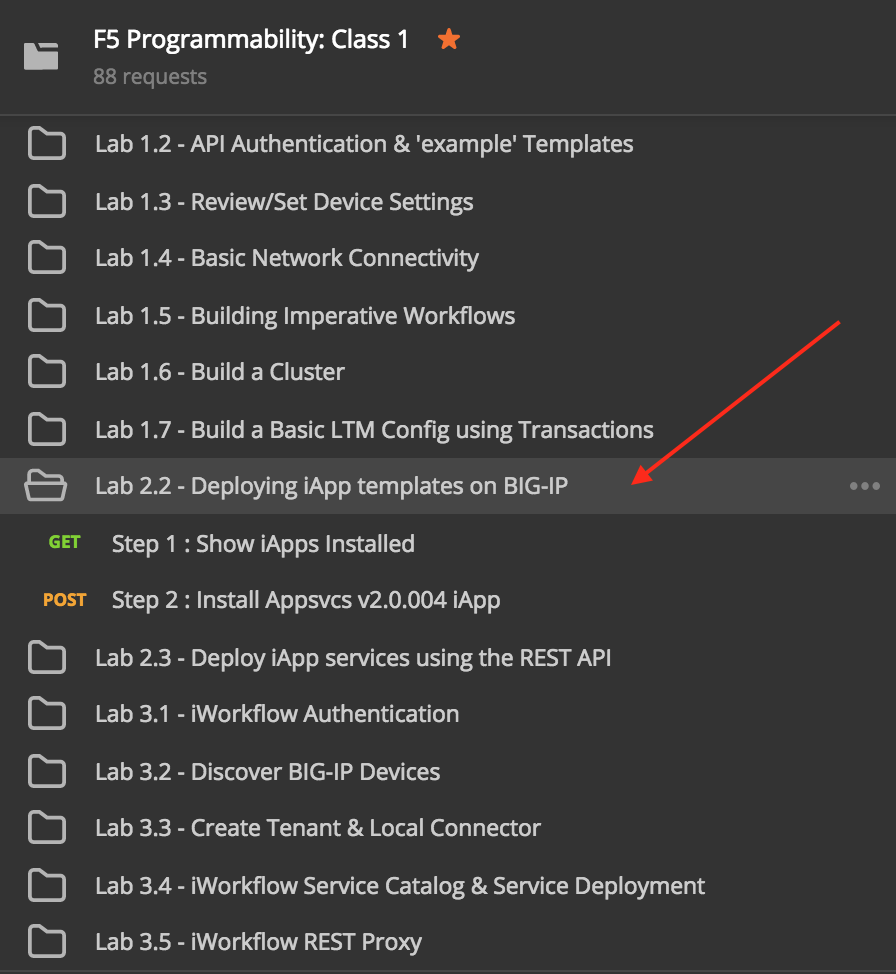 F5 Programmability: Class 1
88 requests
Lab 1.2 - API Authentication & 'example' Templates
Lab 1.3 - Review/Set Device Settings
Lab 1.4 - Basic Network Connectivity
Lab 1.5 - Building Imperative Workflows
Lab 1.6 - Build a Cluster
Lab 1.7 - Build a Basic LTM Config using Transactions
Lab 2.2 - Deploying iApp templates on BIG-IP
GET Step 1 : Show iApps Installed
POST Step 2 : Install Appsvcs v2.0.004 iApp
Lab 2.3 - Deploy iApp services using the REST API
Lab 3.1 - iWorkflow Authentication
Lab 3.2 - Discover BIG-IP Devices
Lab 3.3 - Create Tenant & Local Connector
Lab 3.4 - iWorkflow Service Catalog & Service Deployment
Lab 3.5 - iWorkflow REST Proxy